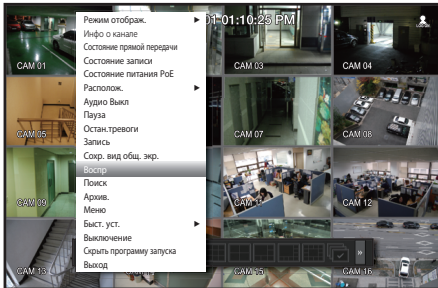 01 01:10:25 PM
Режим отображ.
Инфо о канале
Состояние прямой передачи
Состояние записи
Состояние питания PoE
Располож.
Аудио Выкл
Пауза
Остан.тревоги
Запись
Сохр. вид общ. экр.
Воспр
Поиск
Архив.
Меню
Быст. уст.
Выключение
Скрыть программу запуска
Выход
CAM 01
CAM 03
CAM 04
CAM 05
CAM 07
CAM 08
CAM 09
CAM 11
CAM 12
CAM 13
CAM 15
CAM 16